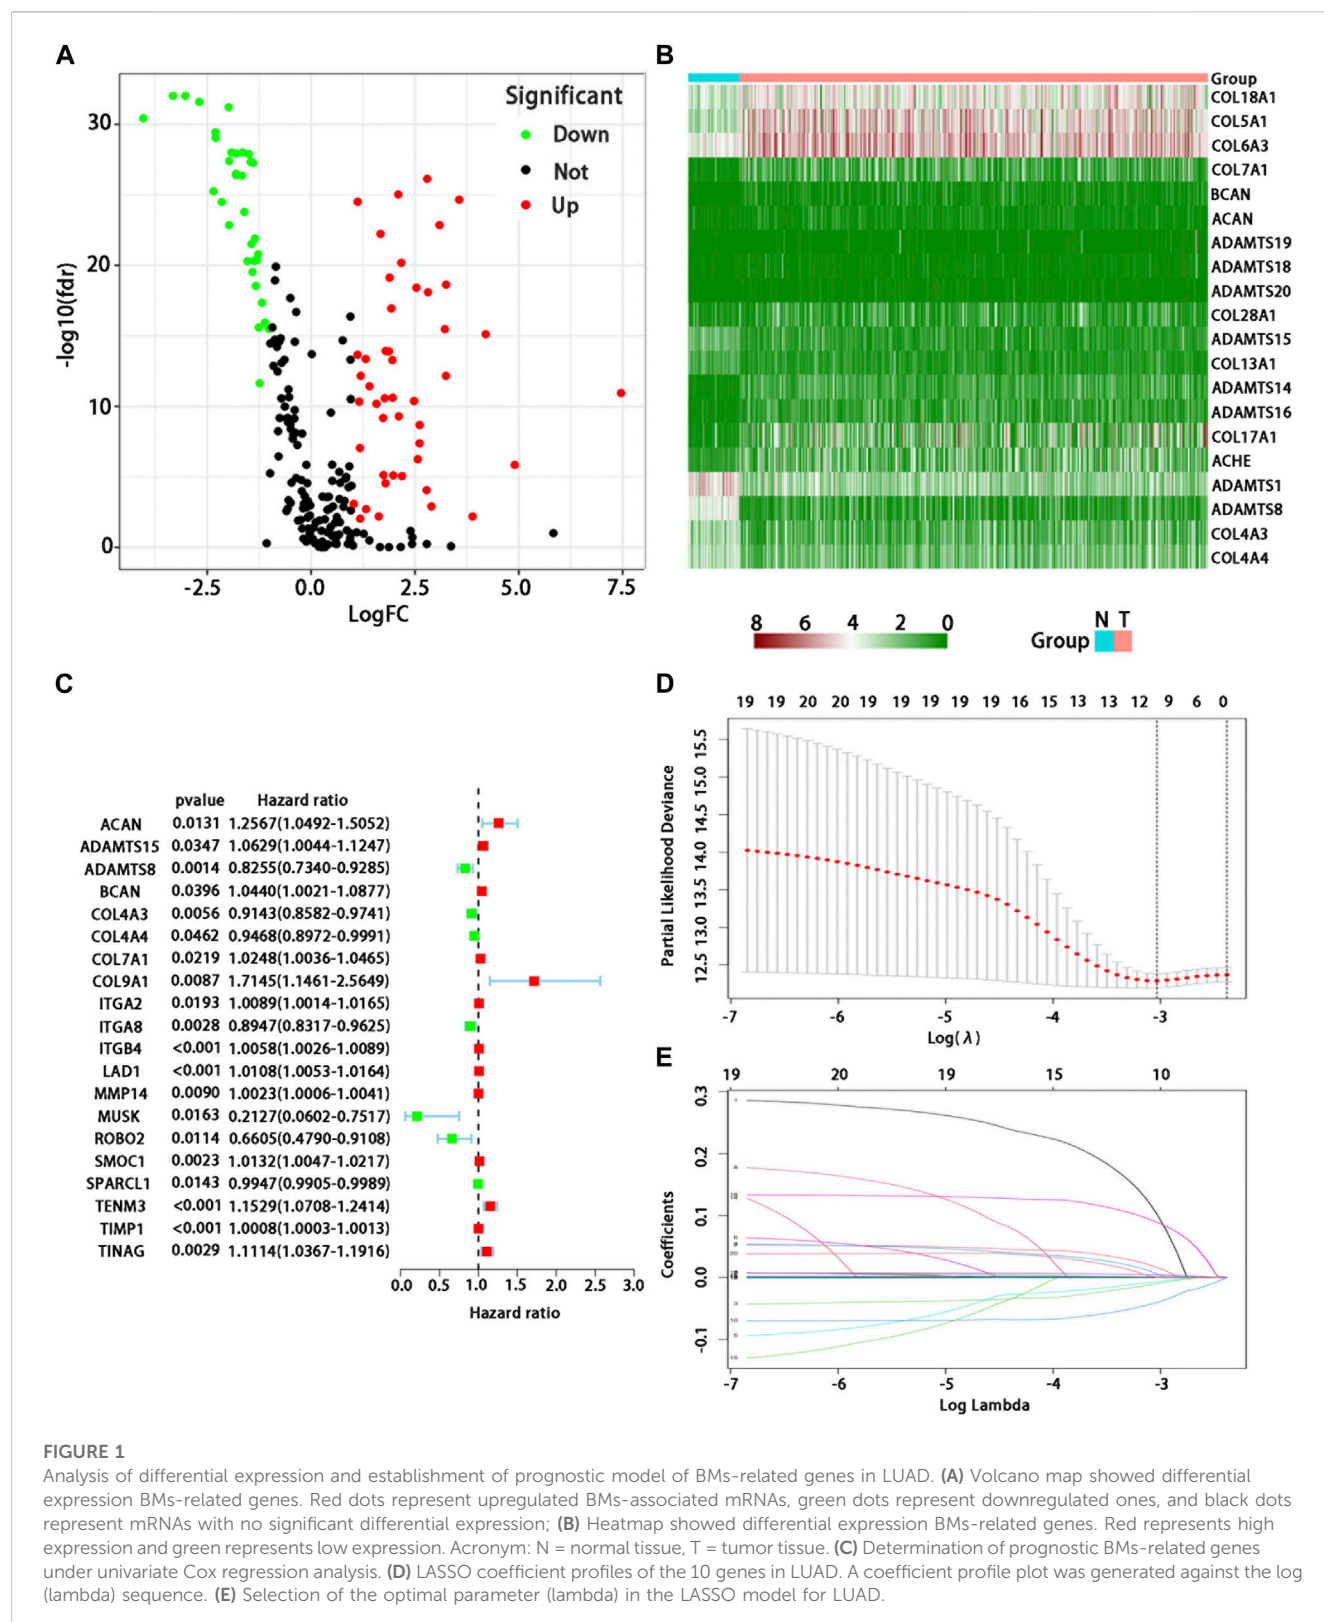 A
Significant
Down
Not
Up
30
20
10
0
-log10(fdr)
-2.5 0.0 2.5 5.0 7.5
LogFC
B
Group
COL18A1
COL5A1
COL6A3
COL7A1
BCAN
ACAN
ADAMTS19
ADAMTS18
ADAMTS20
COL28A1
ADAMTS15
COL13A1
ADAMTS14
ADAMTS16
COL17A1
ACHE
ADAMTS1
ADAMTS8
COL4A3
COL4A4
8 6 4 2 0
N T
Group
C
pvalue Hazard ratio
ACAN 0.0131 1.2567(1.0492-1.5052)
ADAMTS15 0.0347 1.0629(1.0044-1.1247)
ADAMTS8 0.0014 0.8255(0.7340-0.9285)
BCAN 0.0396 1.0440(1.0021-1.0877)
COL4A3 0.0056 0.9143(0.8582-0.9741)
COL4A4 0.0462 0.9468(0.8972-0.9991)
COL7A1 0.0219 1.0248(1.0036-1.0465)
COL9A1 0.0087 1.7145(1.1461-2.5649)
ITGA2 0.0193 1.0089(1.0014-1.0165)
ITGA8 0.0028 0.8947(0.8317-0.9625)
ITGB4 <0.001 1.0058(1.0026-1.0089)
LAD1 <0.001 1.0108(1.0053-1.0164)
MMP14 0.0090 1.0023(1.0006-1.0041)
MUSK 0.0163 0.2127(0.0602-0.7517)
ROBO2 0.0114 0.6605(0.4790-0.9108)
SMOC1 0.0023 1.0132(1.0047-1.0217)
SPARCL1 0.0143 0.9947(0.9905-0.9989)
TENM3 <0.001 1.1529(1.0708-1.2414)
TIMP1 <0.001 1.0008(1.0003-1.0013)
TINAG 0.0029 1.1114(1.0367-1.1916)
0.0 0.5 1.0 1.5 2.0 2.5 3.0
Hazard ratio
D
19 19 20 20 19 19 19 19 19 16 15 13 13 12 9 6 0
Partial Likelihood Deviance
15.5
15.0
14.5
14.0
13.5
13.0
12.5
-7 -6 -5 -4 -3
Log(λ)
E
19 20 19 15 10
Coefficients
0.3
0.2
0.1
0.0
-0.1
-7 -6 -5 -4 -3
Log Lambda
FIGURE 1
Analysis of differential expression and establishment of prognostic model of BMs-related genes in LUAD. (A) Volcano map showed differential
expression BMs-related genes. Red dots represent upregulated BMs-associated mRNAs, green dots represent downregulated ones, and black dots
represent mRNAs with no significant differential expression; (B) Heatmap showed differential expression BMs-related genes. Red represents high
expression and green represents low expression. Acronym: N = normal tissue, T = tumor tissue. (C) Determination of prognostic BMs-related genes
under univariate Cox regression analysis. (D) LASSO coefficient profiles of the 10 genes in LUAD. A coefficient profile plot was generated against the log
(lambda) sequence. (E) Selection of the optimal parameter (lambda) in the LASSO model for LUAD.